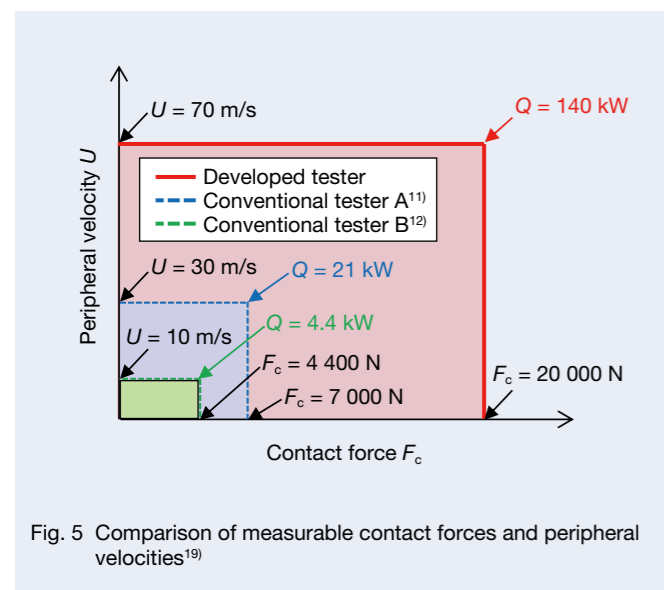 U = 70 m/s
Q = 140 kW
Peripheral velocity U
Developed tester
Conventional tester A¹¹⁾
Conventional tester B¹²⁾
U = 30 m/s
Q = 21 kW
Q = 4.4 kW
U = 10 m/s
Fc = 4 400 N
Fc = 20 000 N
Fc = 7 000 N
Contact force Fc
Fig. 5 Comparison of measurable contact forces and peripheral
velocities¹⁹⁾